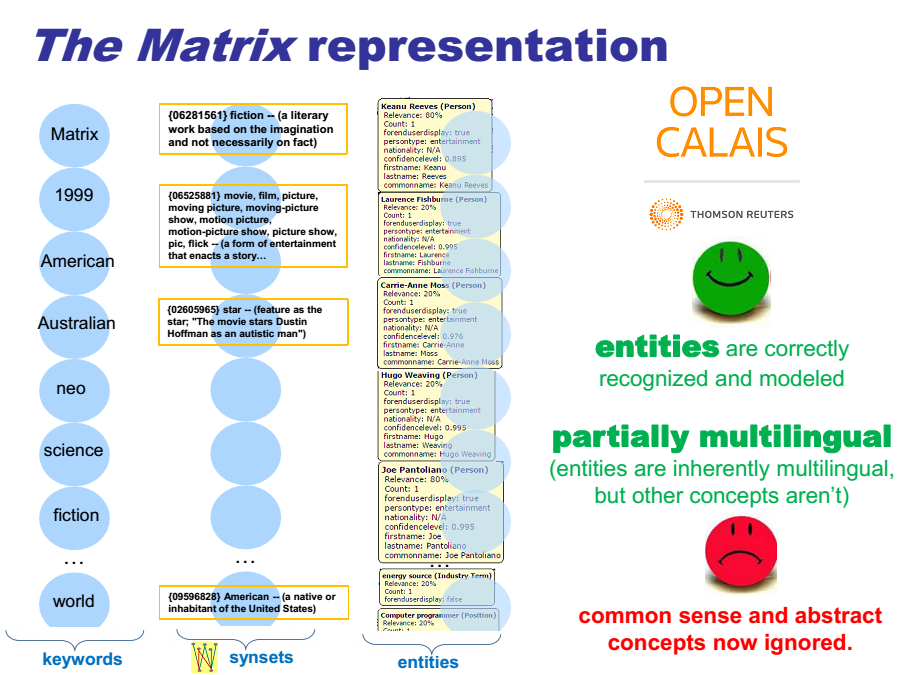 The Matrix representation
Matrix
1999
American
Australian
neo
science
fiction
...
world
keywords
{06281561} fiction -- (a literary
work based on the imagination
and not necessarily on fact)
{06525881} movie, film, picture,
moving picture, moving-picture
show, motion picture,
motion-picture show, picture show,
pic, flick -- (a form of entertainment
that enacts a story…
{02605965} star -- (feature as the
star; "The movie stars Dustin
Hoffman as an autistic man")
...
{09596828} American -- (a native or
inhabitant of the United States)
W
synsets
Keanu Reeves (Person)
Relevance: 80%
Count: 1
forenduserdisplay: true
persontype: entertainment
nationality: N/A
confidencelevel: 0.895
firstname: Keanu
lastname: Reeves
commonname: Keanu Reeves
Laurence Fishburne (Person)
Relevance: 20%
Count: 1
forenduserdisplay: true
persontype: entertainment
nationality: N/A
confidencelevel: 0.995
firstname: Laurence
lastname: Fishburne
commonname: Laurence Fishburne
Carrie-Anne Moss (Person)
Relevance: 20%
Count: 1
forenduserdisplay: true
persontype: entertainment
nationality: N/A
confidencelevel: 0.976
firstname: Carrie-Anne
lastname: Moss
commonname: Carrie-Anne Moss
Hugo Weaving (Person)
Relevance: 20%
Count: 1
forenduserdisplay: true
persontype: entertainment
nationality: N/A
confidencelevel: 0.995
firstname: Hugo
lastname: Weaving
commonname: Hugo Weaving
Joe Pantoliano (Person)
Relevance: 80%
Count: 1
forenduserdisplay: true
persontype: entertainment
nationality: N/A
confidencelevel: 0.995
firstname: Joe
lastname: Pantoliano
commonname: Joe Pantoliano
...
energy source (Industry Term)
Relevance: 20%
Count: 1
forenduserdisplay: false
Computer programmer (Position)
Relevance: 20%
Count: 1
entities
OPEN
CALAIS
THOMSON REUTERS
entities are correctly
recognized and modeled
partially multilingual
(entities are inherently multilingual,
but other concepts aren't)
common sense and abstract
concepts now ignored.